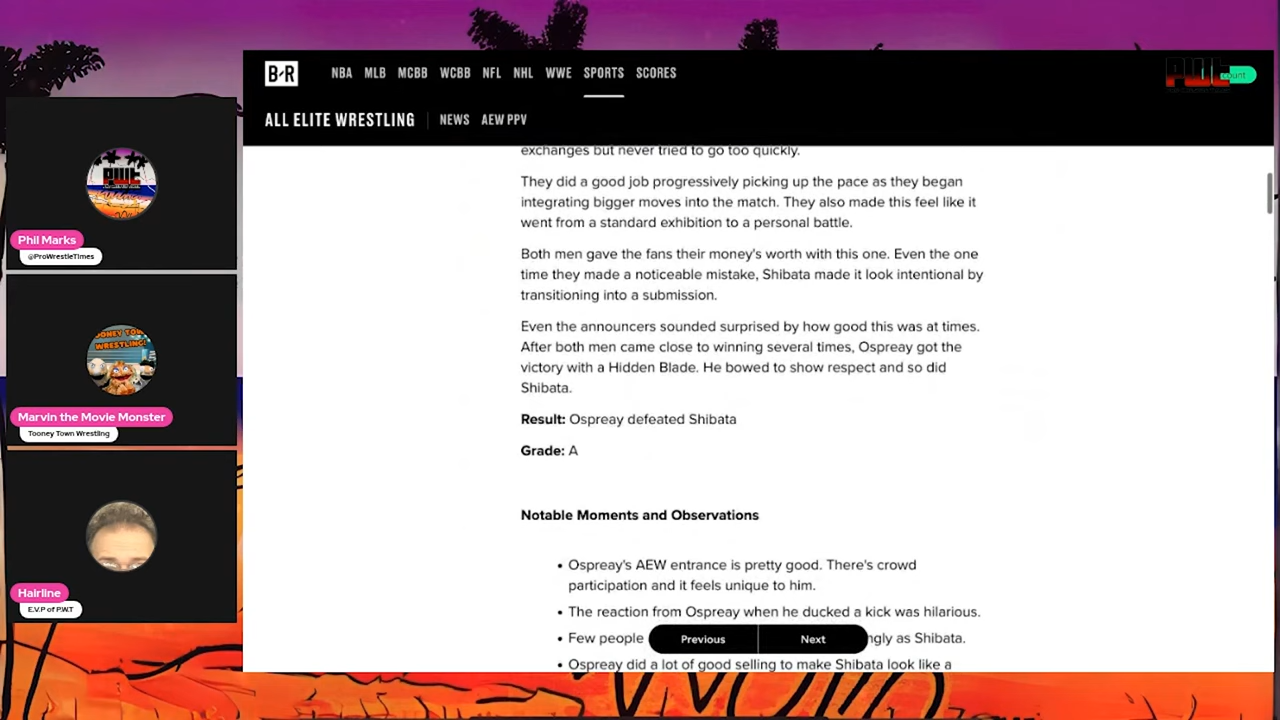 B/R
NBA MLB MCBB WCBB NFL NHL WWE SPORTS SCORES
PWT
count
ALL ELITE WRESTLING NEWS AEW PPV
exchanges but never tried to go too quickly.
They did a good job progressively picking up the pace as they began
integrating bigger moves into the match. They also made this feel like it
went from a standard exhibition to a personal battle.
Both men gave the fans their money's worth with this one. Even the one
time they made a noticeable mistake, Shibata made it look intentional by
transitioning into a submission.
Even the announcers sounded surprised by how good this was at times.
After both men came close to winning several times, Ospreay got the
victory with a Hidden Blade. He bowed to show respect and so did
Shibata.
Result: Ospreay defeated Shibata
Grade: A
Notable Moments and Observations
• Ospreay's AEW entrance is pretty good. There's crowd
participation and it feels unique to him.
• The reaction from Ospreay when he ducked a kick was hilarious.
• Few people ngly as Shibata.
• Ospreay did a lot of good selling to make Shibata look like a
Previous Next
PWT
Phil Marks
@ProWrestleTimes
TOONEY TOWN
WRESTLING!
Marvin the Movie Monster
Tooney Town Wrestling
Hairline
E.V.P of P.W.T